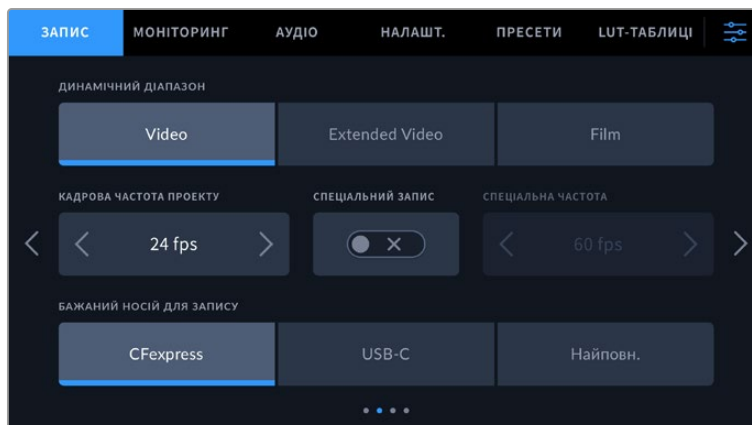 ЗАПИС МОНІТОРИНГ АУДІО НАЛАШТ. ПРЕСЕТИ LUT-ТАБЛИЦІ
ДИНАМІЧНИЙ ДІАПАЗОН
Video Extended Video Film
КАДРОВА ЧАСТОТА ПРОЕКТУ СПЕЦІАЛЬНИЙ ЗАПИС СПЕЦІАЛЬНА ЧАСТОТА
24 fps 60 fps
БАЖАНИЙ НОСІЙ ДЛЯ ЗАПИСУ
CFexpress USB-C Найповн.